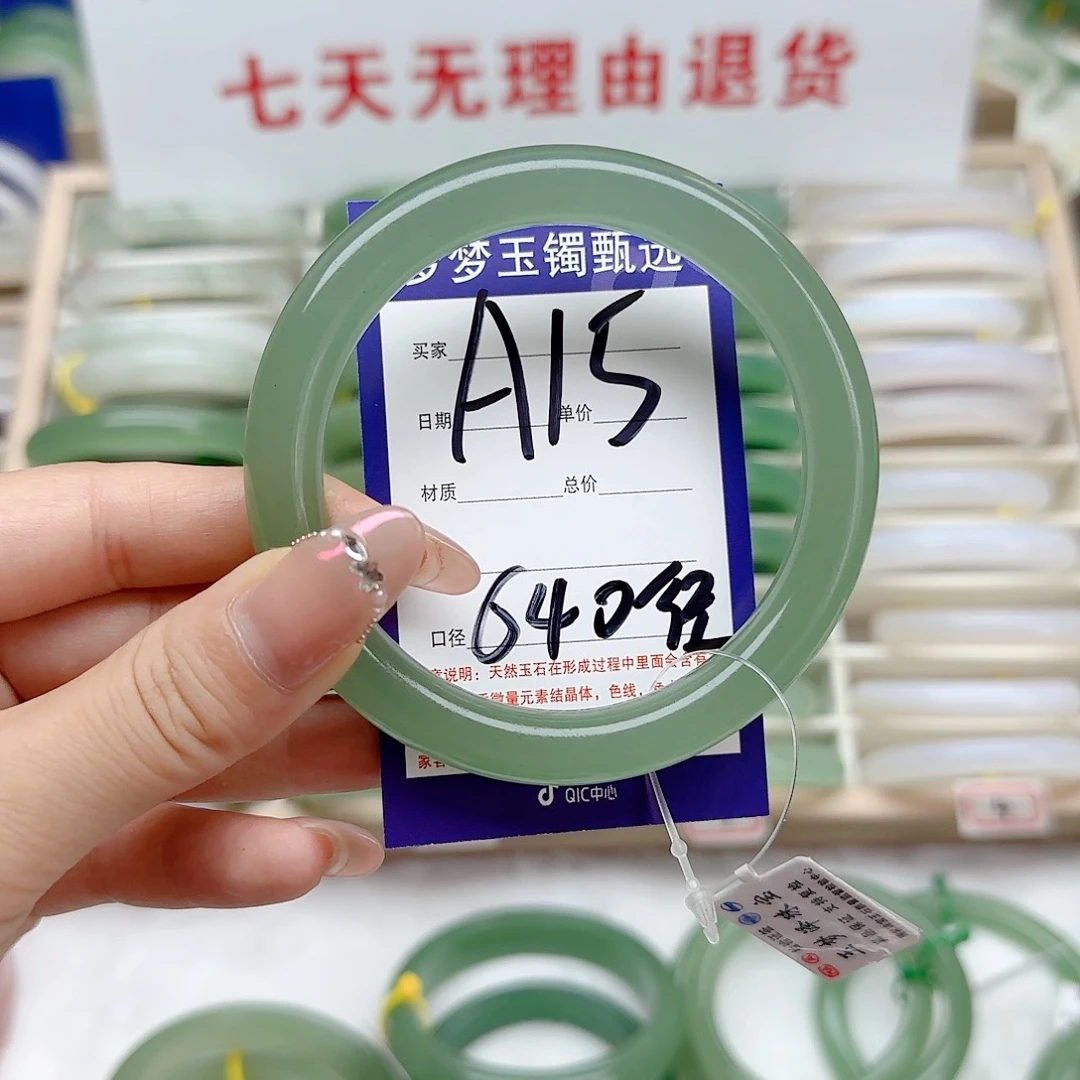 七天无理由退货
梦玉镯甄选
买家 A15
日期 单价
材质 总价
口径 64口径
说明：天然玉石在形成过程中里面会含有
微量元素结晶体，色线，
QIC中心